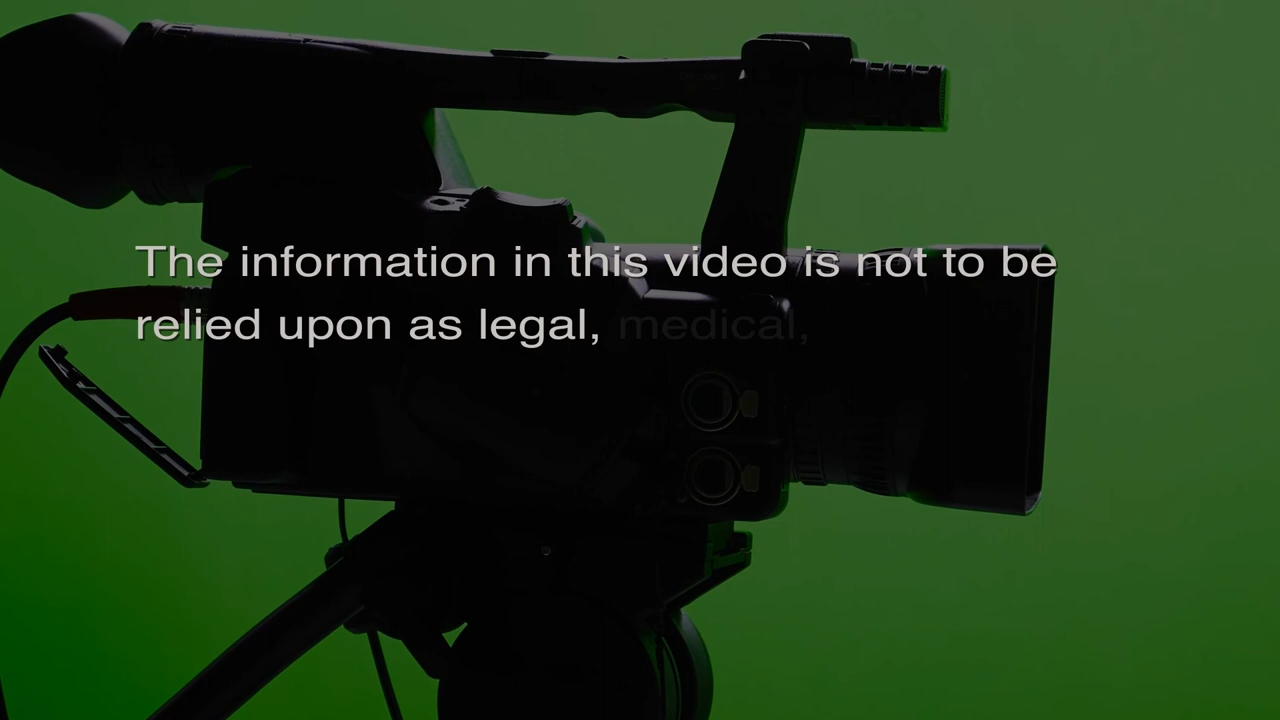 The information in this video is not to be
relied upon as legal, medical,